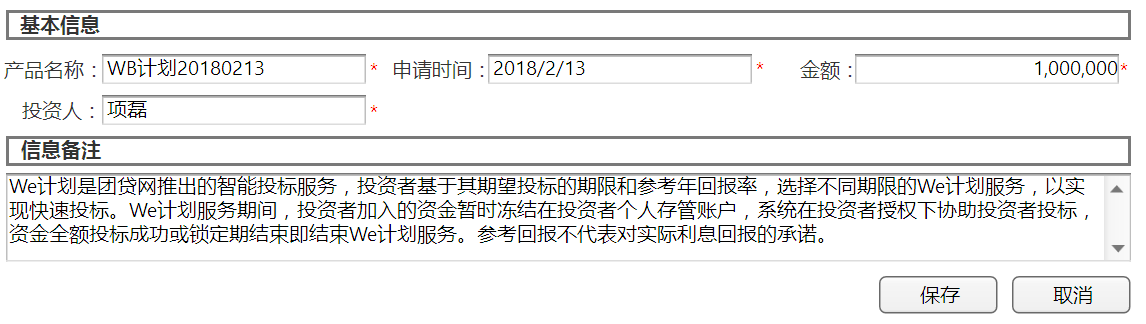 基本信息
产品名称：WB计划20180213 * 申请时间：2018/2/13 * 金额：1,000,000*
投资人：项磊 *
信息备注
We计划是团贷网推出的智能投标服务，投资者基于其期望投标的期限和参考年回报率，选择不同期限的We计划服务，以实
现快速投标。We计划服务期间，投资者加入的资金暂时冻结在投资者个人存管账户，系统在投资者授权下协助投资者投标，
资金全额投标成功或锁定期结束即结束We计划服务。参考回报不代表对实际利息回报的承诺。
保存 取消